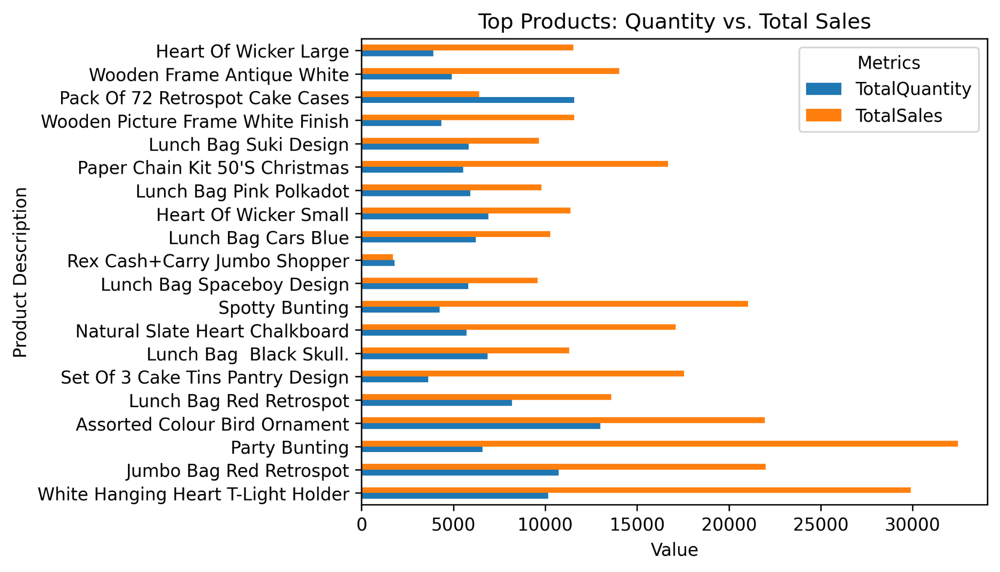 Top Products: Quantity vs. Total Sales
Metrics
TotalQuantity
TotalSales
Product Description
Heart Of Wicker Large
Wooden Frame Antique White
Pack Of 72 Retrospot Cake Cases
Wooden Picture Frame White Finish
Lunch Bag Suki Design
Paper Chain Kit 50'S Christmas
Lunch Bag Pink Polkadot
Heart Of Wicker Small
Lunch Bag Cars Blue
Rex Cash+Carry Jumbo Shopper
Lunch Bag Spaceboy Design
Spotty Bunting
Natural Slate Heart Chalkboard
Lunch Bag  Black Skull.
Set Of 3 Cake Tins Pantry Design
Lunch Bag Red Retrospot
Assorted Colour Bird Ornament
Party Bunting
Jumbo Bag Red Retrospot
White Hanging Heart T-Light Holder
0 5000 10000 15000 20000 25000 30000
Value